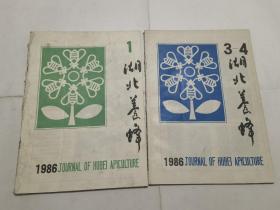 1
湖北养蜂
1986 JOURNAL OF HUBEI APICULTURE
3-4
湖北养蜂
1986 JOURNAL OF HUBEI APICULTURE